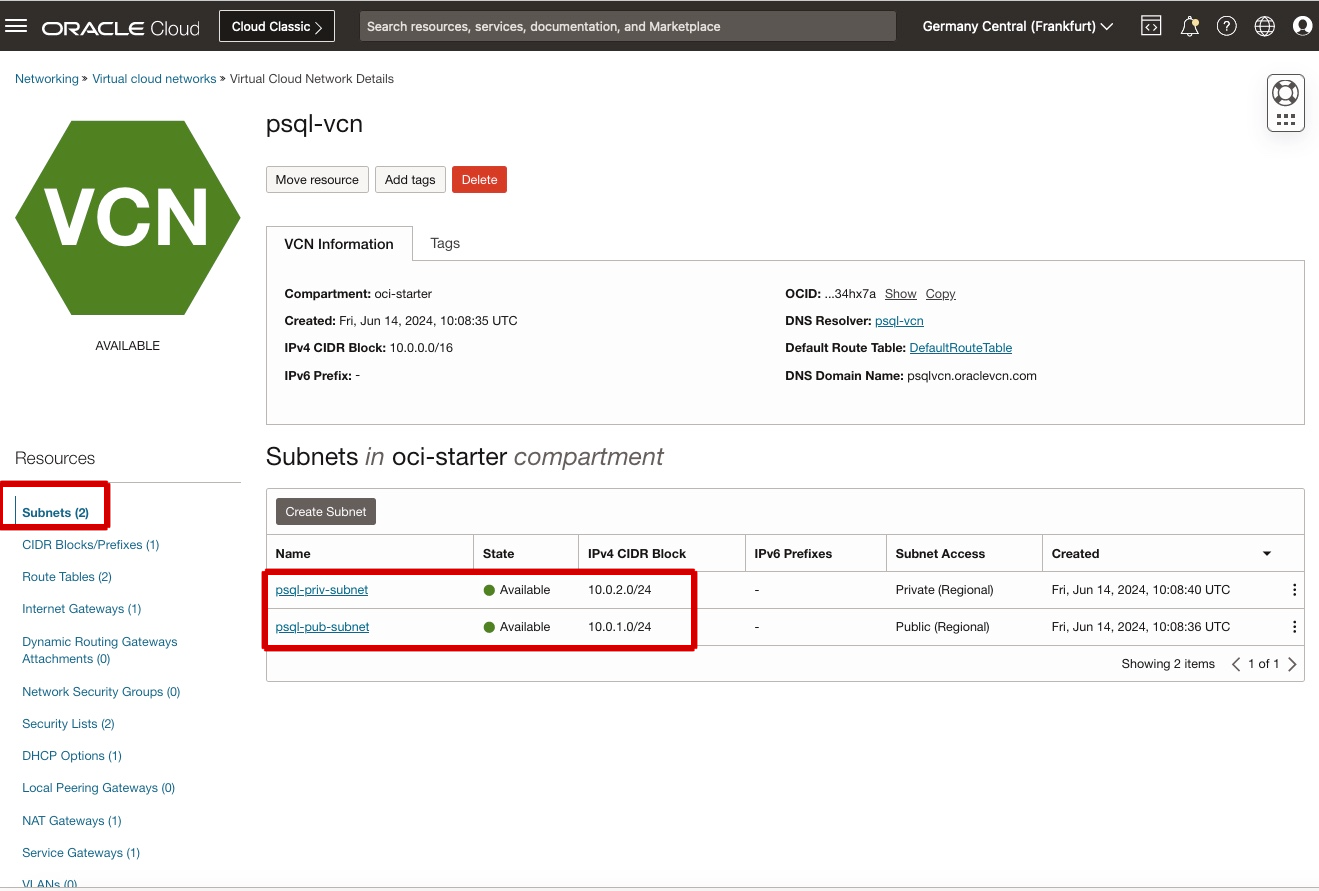 ORACLE Cloud
Cloud Classic
Search resources, services, documentation, and Marketplace
Germany Central (Frankfurt)
Networking » Virtual cloud networks » Virtual Cloud Network Details
VCN
AVAILABLE
psql-vcn
Move resource
Add tags
Delete
VCN Information
Tags
Compartment: oci-starter
Created: Fri, Jun 14, 2024, 10:08:35 UTC
IPv4 CIDR Block: 10.0.0.0/16
IPv6 Prefix: -
OCID: ...34hx7a Show Copy
DNS Resolver: psql-vcn
Default Route Table: DefaultRouteTable
DNS Domain Name: psqlvcn.oraclevcn.com
Resources
Subnets (2)
CIDR Blocks/Prefixes (1)
Route Tables (2)
Internet Gateways (1)
Dynamic Routing Gateways
Attachments (0)
Network Security Groups (0)
Security Lists (2)
DHCP Options (1)
Local Peering Gateways (0)
NAT Gateways (1)
Service Gateways (1)
VLANs (0)
Subnets in oci-starter compartment
Create Subnet
Name State IPv4 CIDR Block IPv6 Prefixes Subnet Access Created
psql-priv-subnet Available 10.0.2.0/24 - Private (Regional) Fri, Jun 14, 2024, 10:08:40 UTC
psql-pub-subnet Available 10.0.1.0/24 - Public (Regional) Fri, Jun 14, 2024, 10:08:36 UTC
Showing 2 items 1 of 1